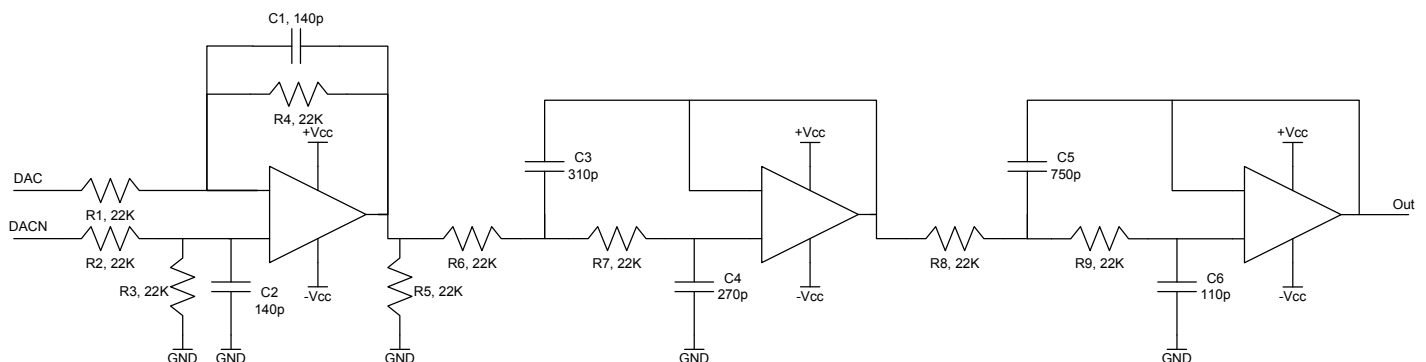 C1, 140p
R4, 22K
+Vcc
+Vcc
+Vcc
C3
310p
C5
750p
DAC
R1, 22K
Out
DACN
R2, 22K
R6, 22K
R7, 22K
R8, 22K
R9, 22K
R3, 22K
C2
140p
-Vcc
R5, 22K
C4
270p
-Vcc
C6
110p
-Vcc
GND
GND
GND
GND
GND